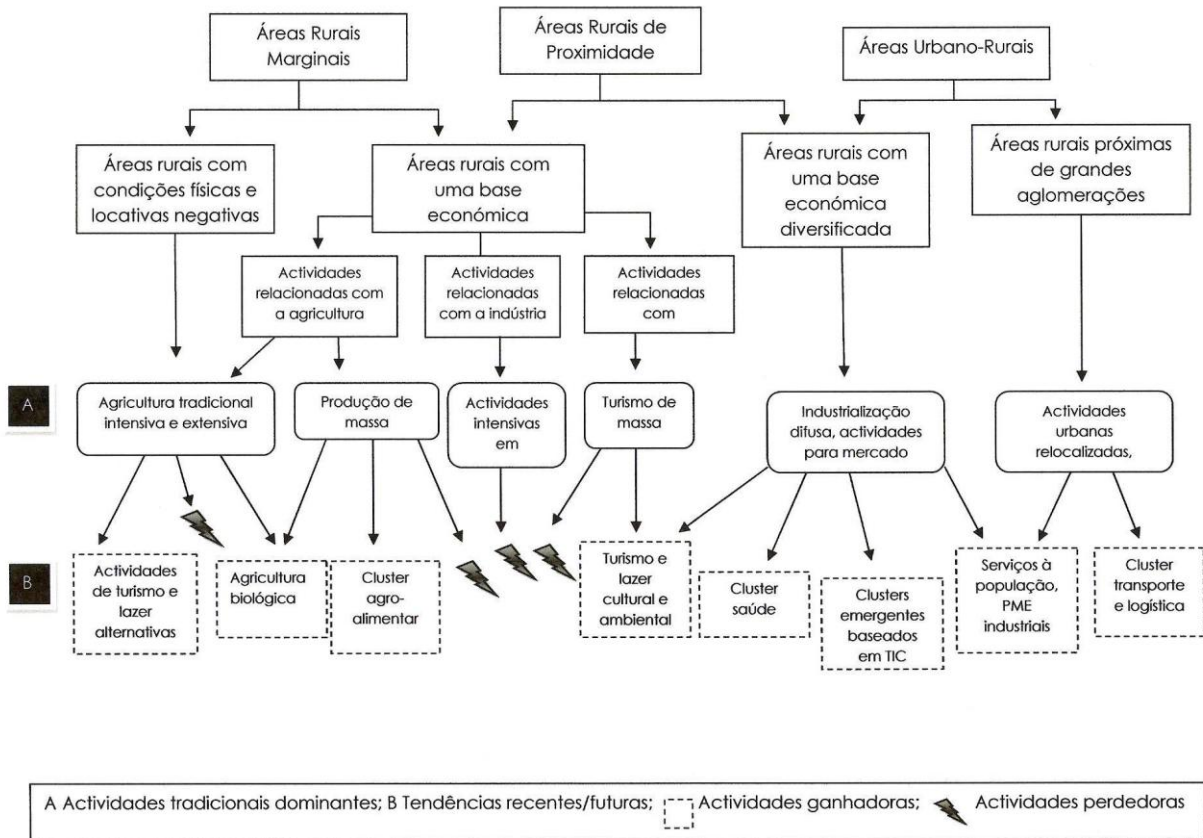 Áreas Rurais
Marginais
Áreas Rurais de
Proximidade
Áreas Urbano-Rurais
Áreas rurais com
condições físicas e
locativas negativas
Áreas rurais com
uma base
económica
Áreas rurais com
uma base
económica
diversificada
Áreas rurais próximas
de grandes
aglomerações
Actividades
relacionadas com
a agricultura
Actividades
relacionadas
com a indústria
Actividades
relacionadas
com
A
Agricultura tradicional
intensiva e extensiva
Produção de
massa
Actividades
intensivas
em
Turismo de
massa
Industrialização
difusa, actividades
para mercado
Actividades
urbanas
relocalizadas,
B
Actividades
de turismo e
lazer
alternativas
Agricultura
biológica
Cluster
agro-
alimentar
Turismo e
lazer
cultural e
ambiental
Cluster
saúde
Clusters
emergentes
baseados
em TIC
Serviços à
população,
PME
industriais
Cluster
transporte
e logística
A Actividades tradicionais dominantes; B Tendências recentes/futuras; Actividades ganhadoras; Actividades perdedoras